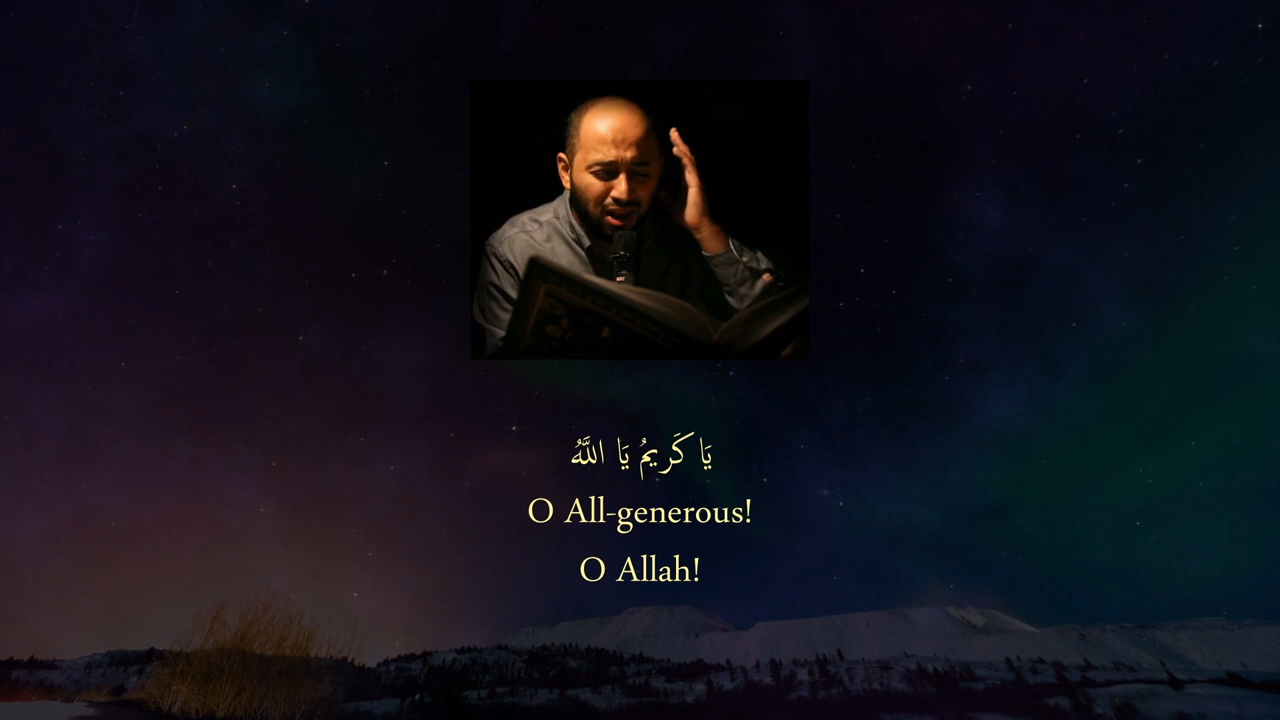 يَا كَرِيمُ يَا اللَّهُ
O All-generous!
O Allah!